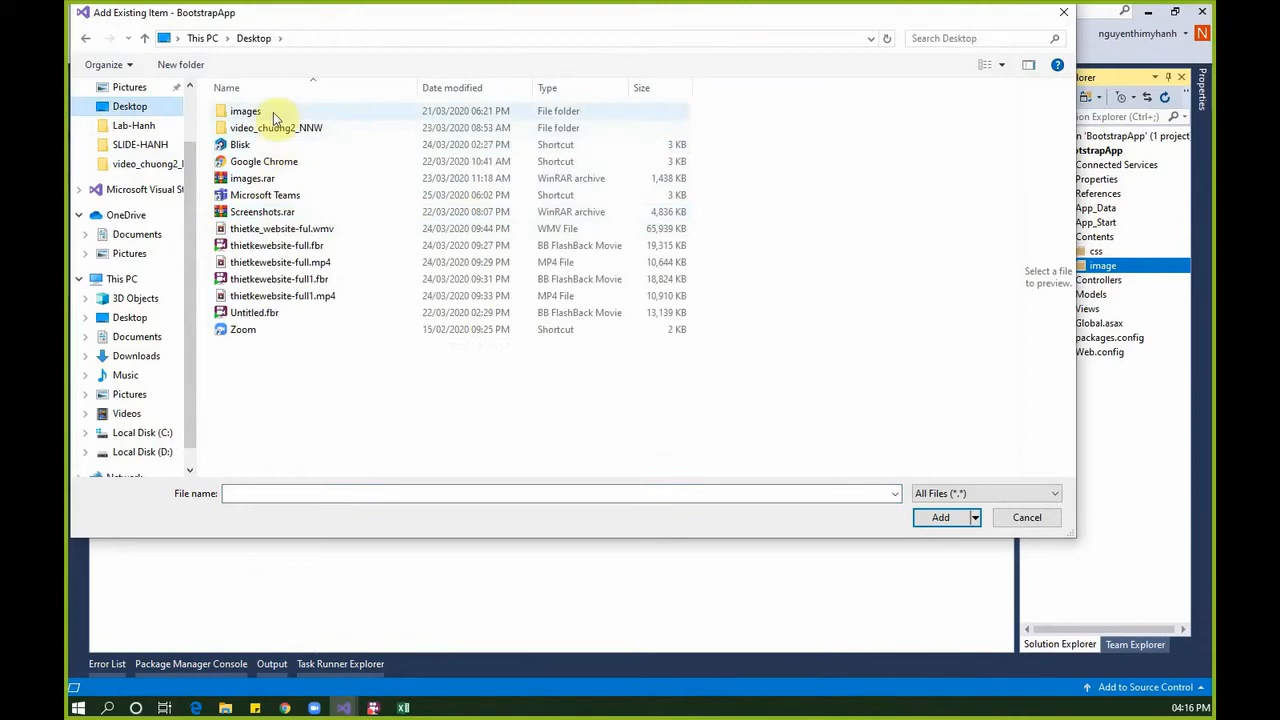 Add Existing Item - BootstrapApp
nguyenthimyhanh
N
This PC
Desktop
Search Desktop
Organize
New folder
Name
Date modified
Type
Size
Pictures
Desktop
Lab-Hanh
SLIDE-HANH
video_chuong2_
Microsoft Visual St
OneDrive
Documents
Pictures
This PC
3D Objects
Desktop
Documents
Downloads
Music
Pictures
Videos
Local Disk (C:)
Local Disk (D:)
images 21/03/2020 06:21 PM File folder
video_chuong2_NNW 23/03/2020 08:53 AM File folder
Blisk 24/03/2020 02:27 PM Shortcut 3 KB
Google Chrome 22/03/2020 10:41 AM Shortcut 3 KB
images.rar 23/03/2020 11:18 AM WinRAR archive 1,438 KB
Microsoft Teams 25/03/2020 06:02 PM Shortcut 3 KB
Screenshots.rar 22/03/2020 08:07 PM WinRAR archive 4,836 KB
thietke_website-ful.wmv 24/03/2020 09:44 PM WMV File 65,939 KB
thietkewebsite-full.fbr 24/03/2020 09:27 PM BB FlashBack Movie 19,315 KB
thietkewebsite-full.mp4 24/03/2020 09:29 PM MP4 File 10,644 KB
thietkewebsite-full1.fbr 24/03/2020 09:31 PM BB FlashBack Movie 18,824 KB
thietkewebsite-full1.mp4 24/03/2020 09:33 PM MP4 File 10,910 KB
Untitled.fbr 22/03/2020 02:29 PM BB FlashBack Movie 13,139 KB
Zoom 15/02/2020 09:25 PM Shortcut 2 KB
Select a file
to preview.
File name:
All Files (*.*)
Add
Cancel
lorer
Explorer (Ctrl+;)
n 'BootstrapApp' (1 project
otstrapApp
Connected Services
Properties
References
App_Data
App_Start
Contents
css
image
Controllers
Models
Views
Global.asax
packages.config
Web.config
Properties
Solution Explorer
Team Explorer
Error List
Package Manager Console
Output
Task Runner Explorer
Add to Source Control
04:16 PM